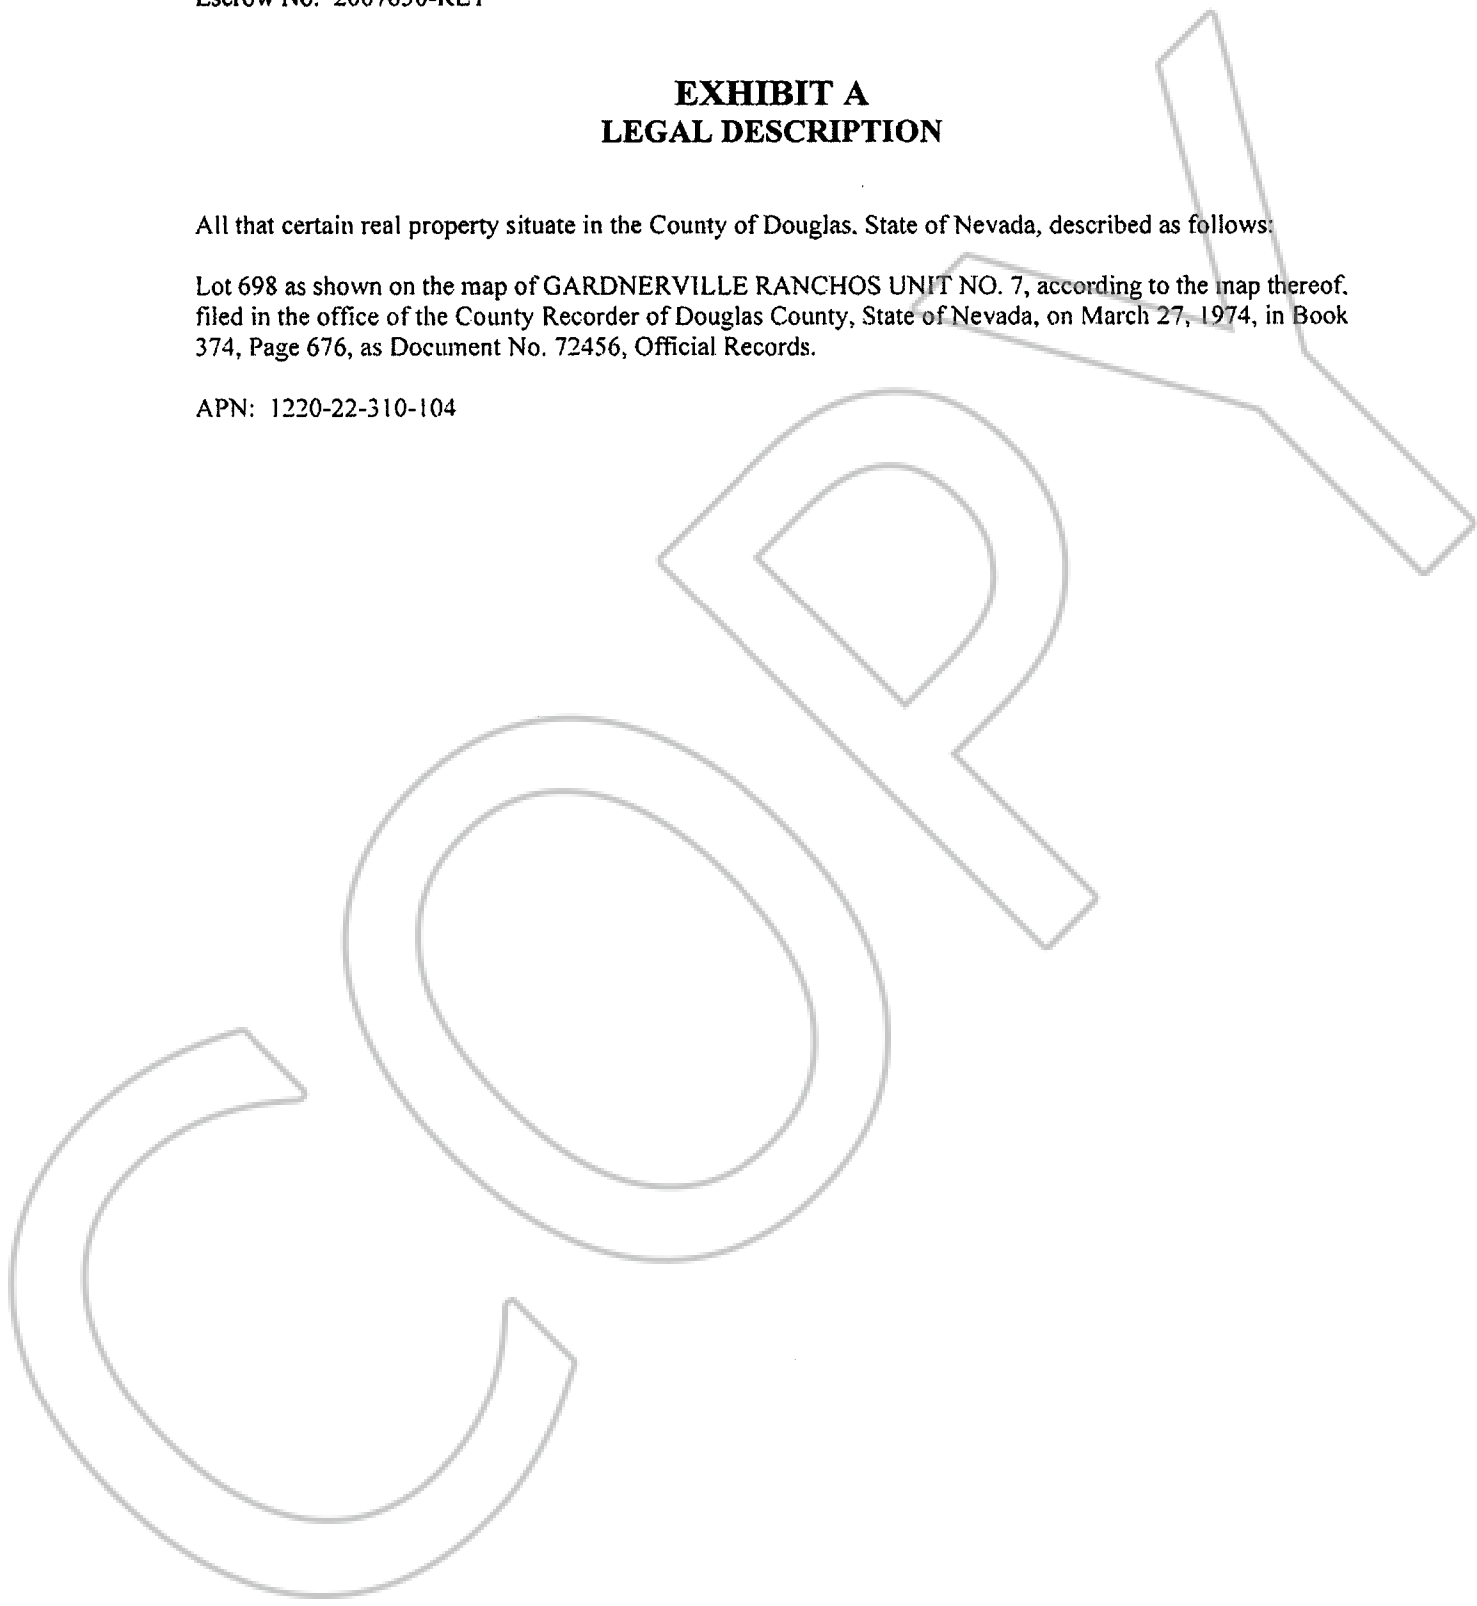 Escrow No.
EXHIBIT A
LEGAL DESCRIPTION
All that certain real property situate in the County of Douglas, State of Nevada, described as follows:
Lot 698 as shown on the map of GARDNERVILLE RANCHOS UNIT NO. 7, according to the map thereof,
filed in the office of the County Recorder of Douglas County, State of Nevada, on March 27, 1974, in Book
374, Page 676, as Document No. 72456, Official Records.
APN: 1220-22-310-104
COPY